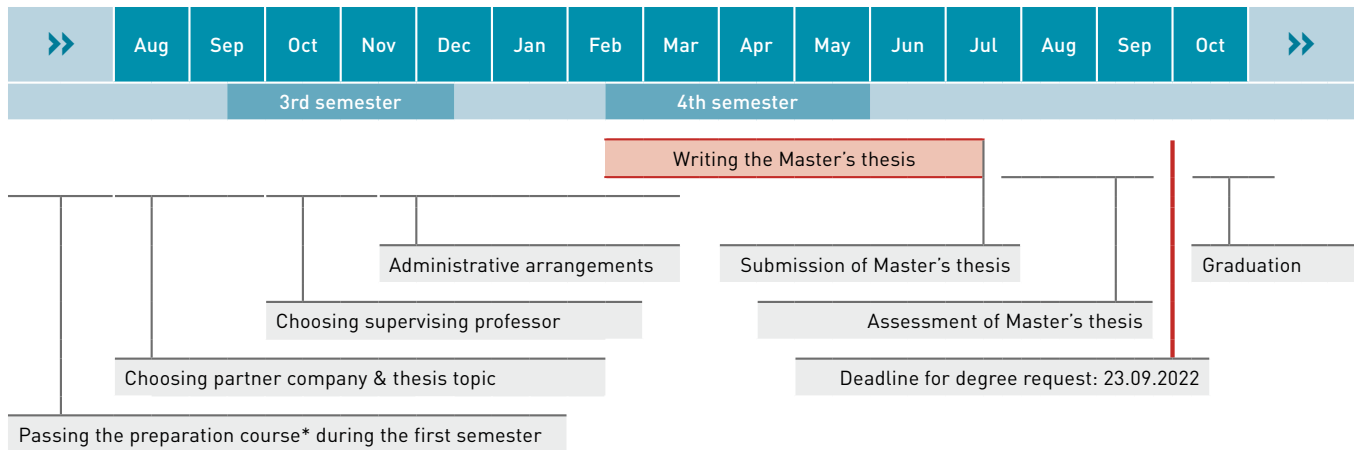 Aug Sep Oct Nov Dec Jan Feb Mar Apr May Jun Jul Aug Sep Oct
3rd semester 4th semester
Writing the Master's thesis
Administrative arrangements Submission of Master's thesis Graduation
Choosing supervising professor Assessment of Master's thesis
Choosing partner company & thesis topic Deadline for degree request: 23.09.2022
Passing the preparation course* during the first semester